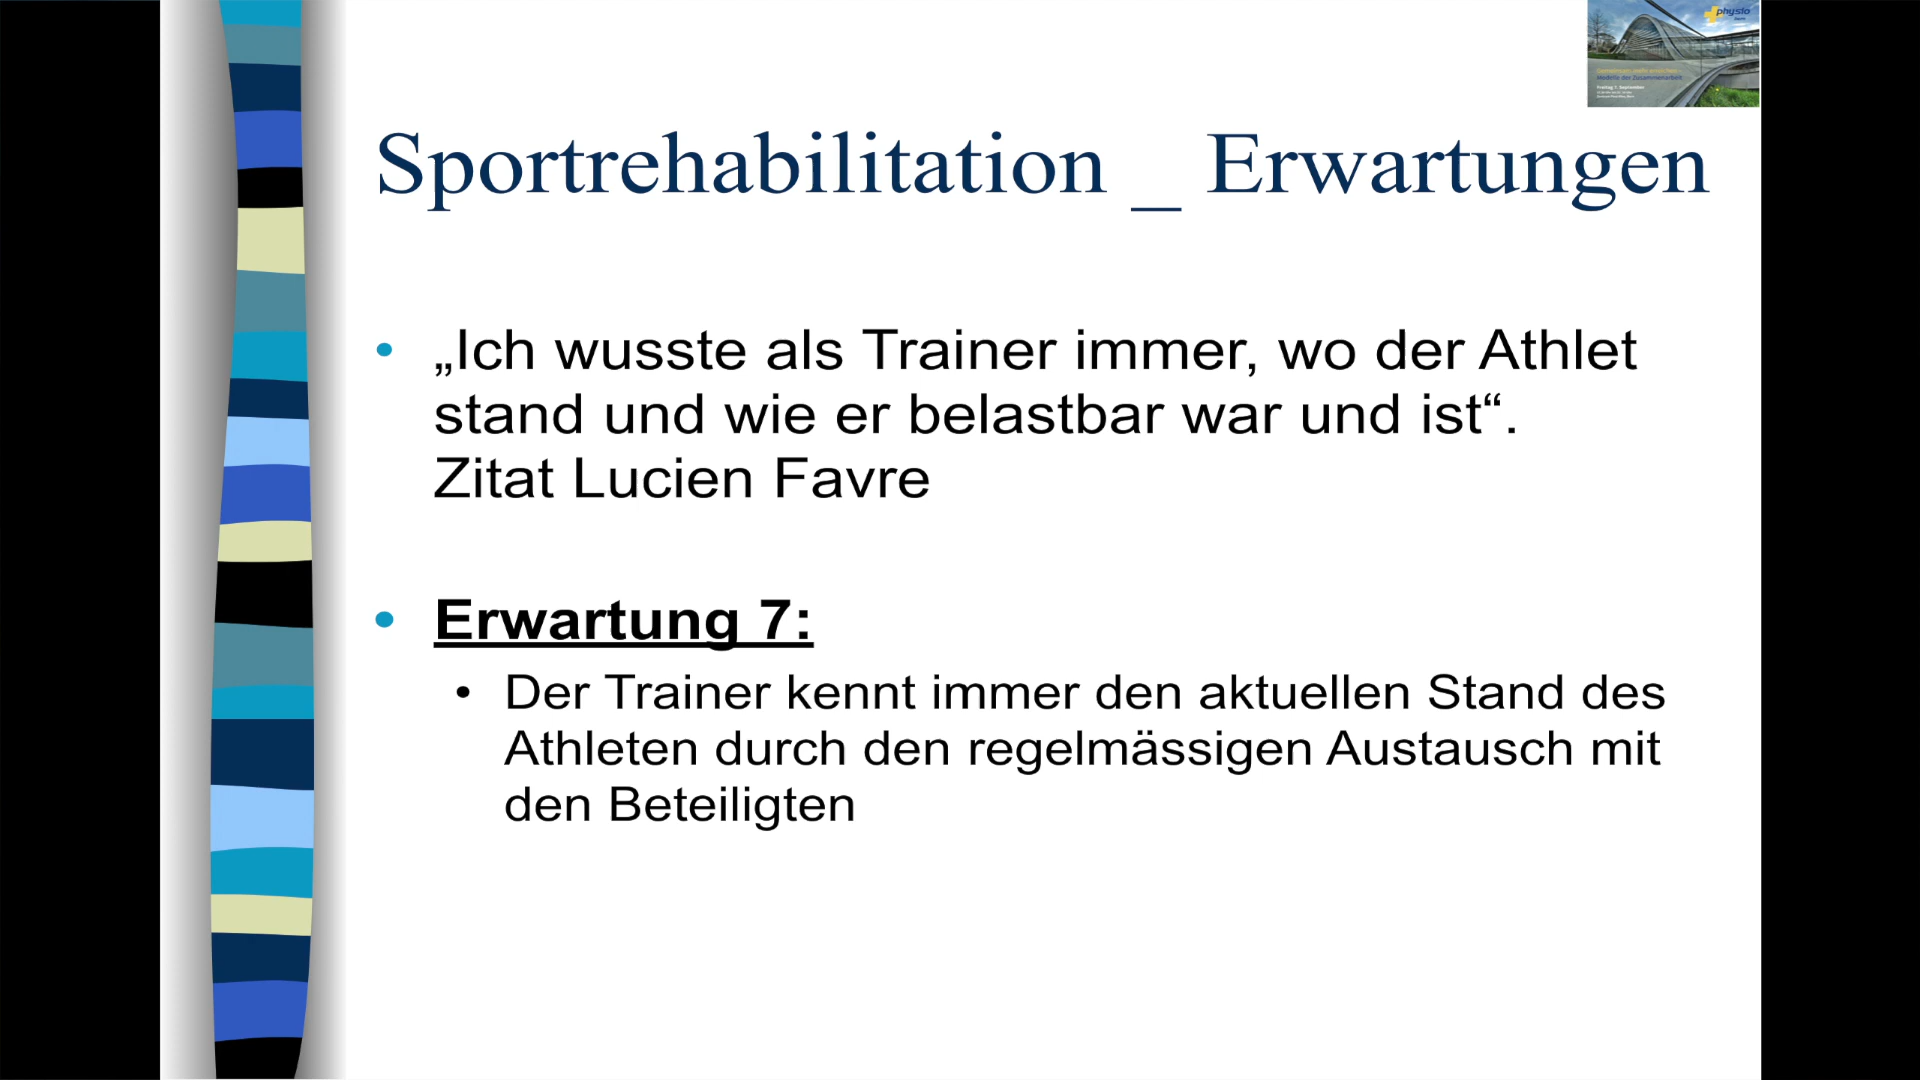 physio
Sportrehabilitation _ Erwartungen
• „Ich wusste als Trainer immer, wo der Athlet
stand und wie er belastbar war und ist“.
Zitat Lucien Favre
• Erwartung 7:
• Der Trainer kennt immer den aktuellen Stand des
Athleten durch den regelmässigen Austausch mit
den Beteiligten